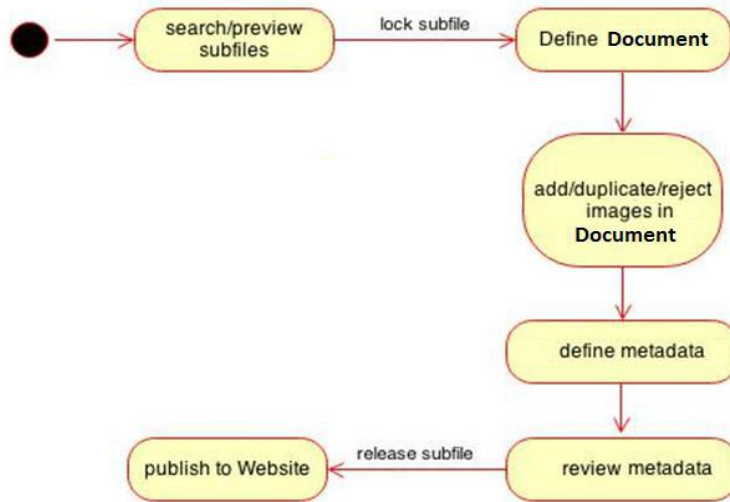 search/preview
subfiles
lock subfile
Define Document
add/duplicate/reject
images in
Document
define metadata
review metadata
release subfile
publish to Website